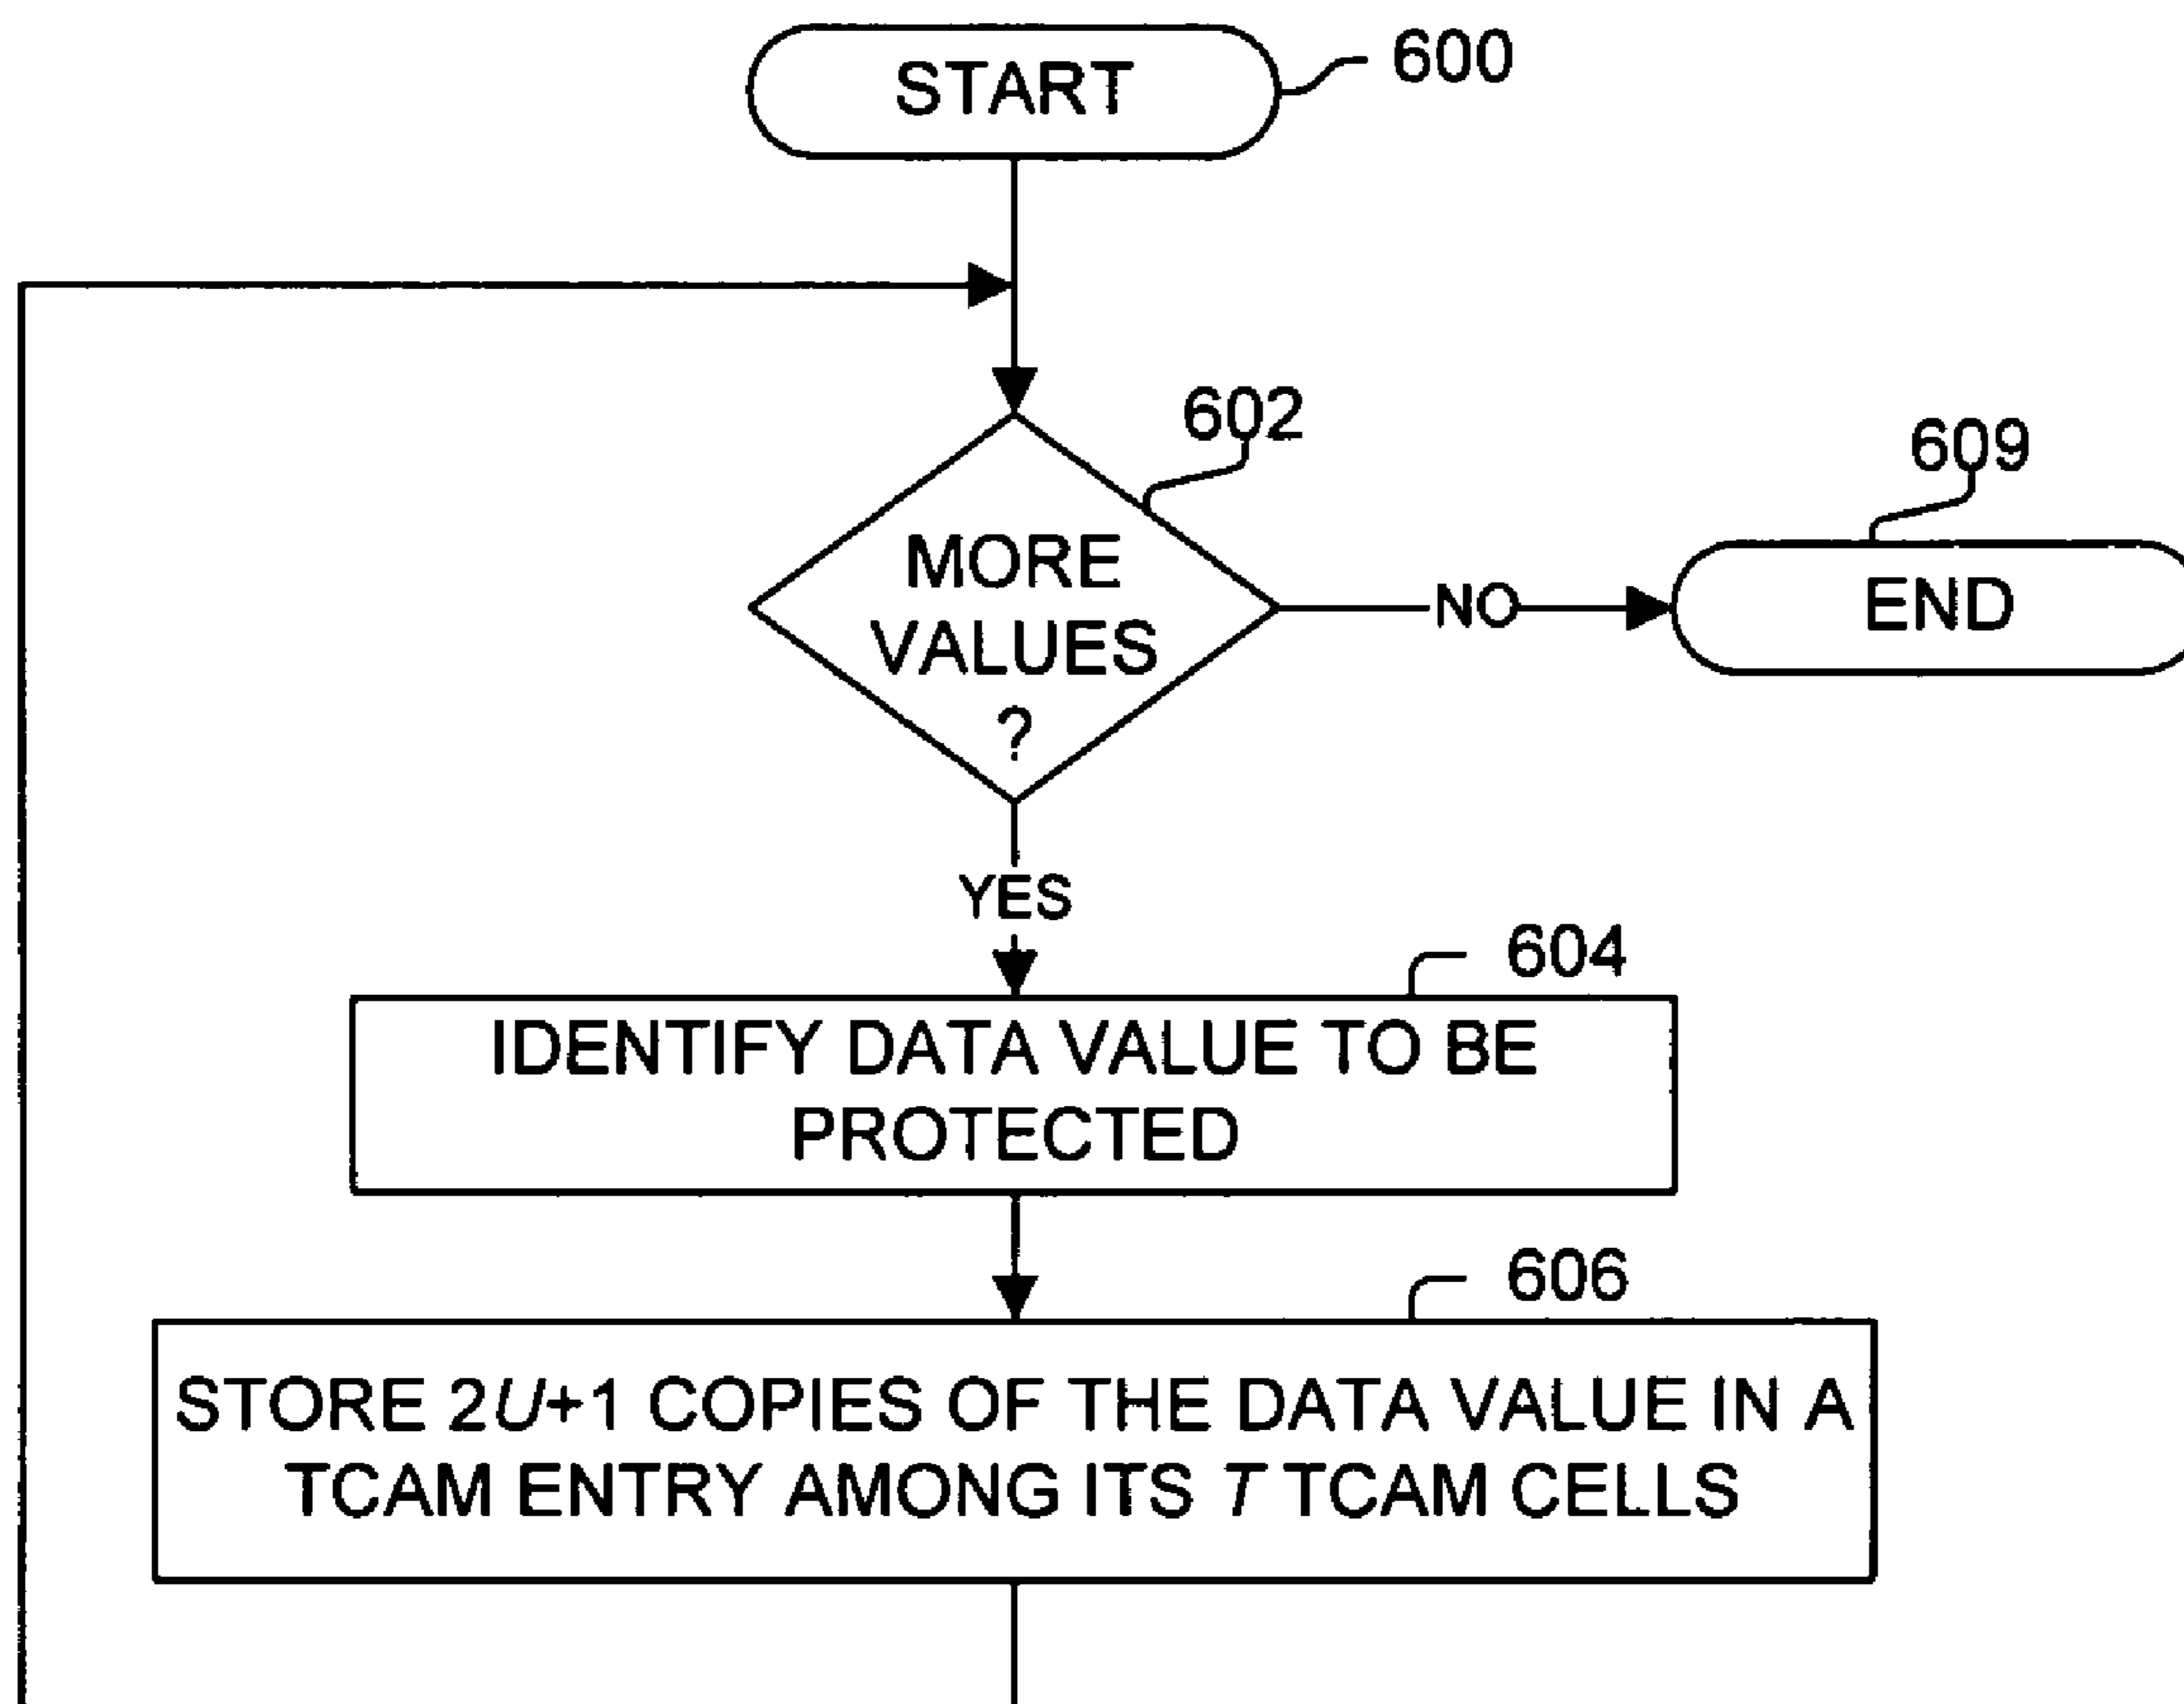 START
600
602
MORE
VALUES
?
NO
609
END
YES
604
IDENTIFY DATA VALUE TO BE
PROTECTED
606
STORE 2U+1 COPIES OF THE DATA VALUE IN A
TCAM ENTRY AMONG ITS T TCAM CELLS